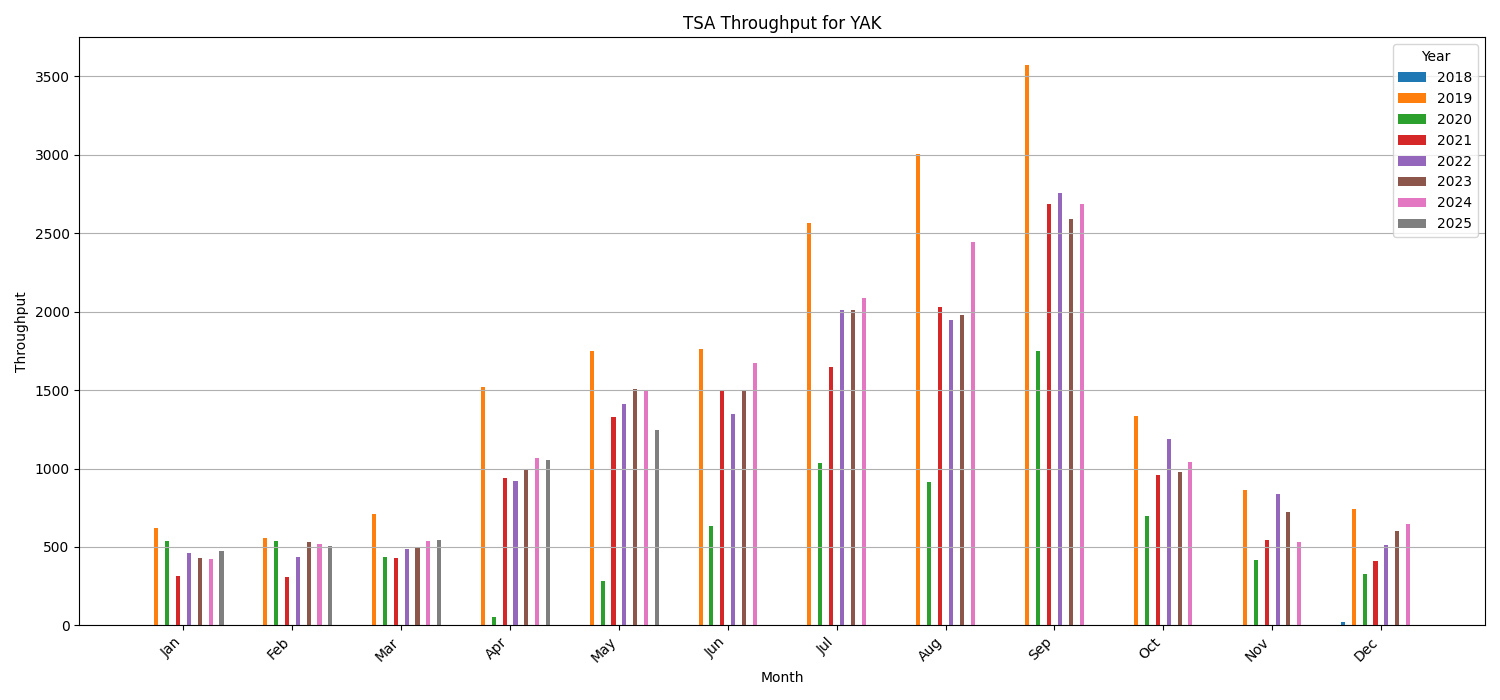 TSA Throughput for YAK
Throughput
3500
3000
2500
2000
1500
1000
500
0
Jan
Feb
Mar
Apr
May
Jun
Jul
Aug
Sep
Oct
Nov
Dec
Month
Year
2018
2019
2020
2021
2022
2023
2024
2025